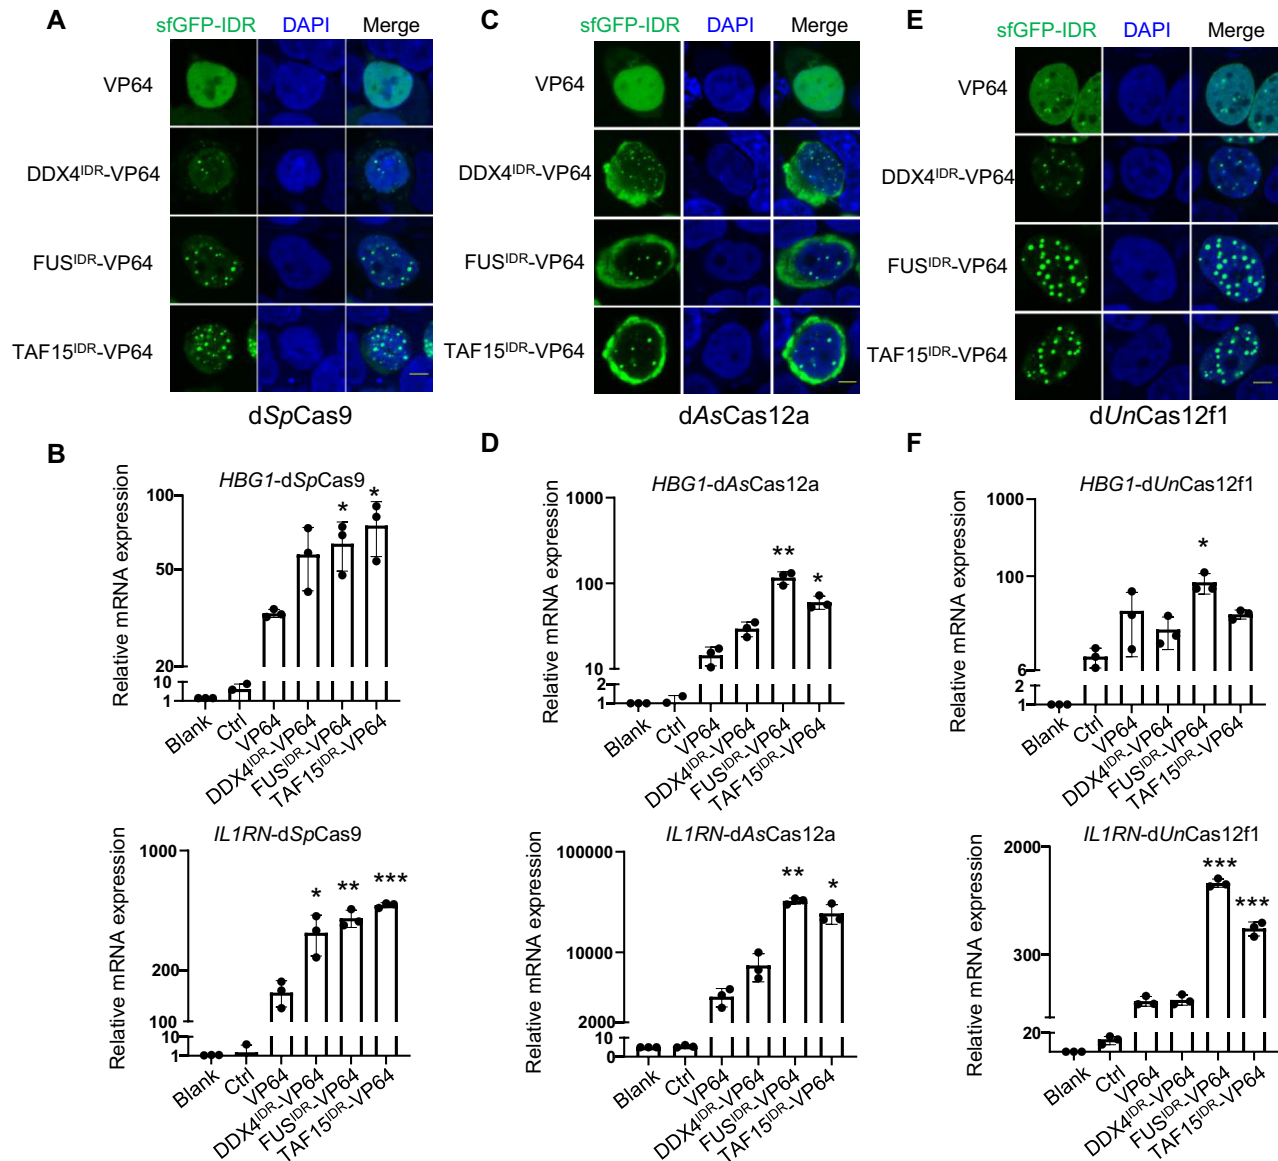 A
sfGFP-IDR DAPI Merge
VP64
DDX4IDR-VP64
FUSIDR-VP64
TAF15IDR-VP64
dSpCas9
C
sfGFP-IDR DAPI Merge
VP64
DDX4IDR-VP64
FUSIDR-VP64
TAF15IDR-VP64
dAsCas12a
E
sfGFP-IDR DAPI Merge
VP64
DDX4IDR-VP64
FUSIDR-VP64
TAF15IDR-VP64
dUnCas12f1
B
HBG1-dSpCas9
Relative mRNA expression
100
50
20
10
1
* *
Blank Ctrl VP64 DDX4IDR-VP64 FUSIDR-VP64 TAF15IDR-VP64
IL1RN-dSpCas9
Relative mRNA expression
1000
200
100
10
1
* ** ***
Blank Ctrl VP64 DDX4IDR-VP64 FUSIDR-VP64 TAF15IDR-VP64
D
HBG1-dAsCas12a
Relative mRNA expression
1000
100
10
2
1
** *
Blank Ctrl VP64 DDX4IDR-VP64 FUSIDR-VP64 TAF15IDR-VP64
IL1RN-dAsCas12a
Relative mRNA expression
100000
10000
2000
10
0
** *
Blank Ctrl VP64 DDX4IDR-VP64 FUSIDR-VP64 TAF15IDR-VP64
F
HBG1-dUnCas12f1
Relative mRNA expression
1000
100
6
2
1
*
Blank Ctrl VP64 DDX4IDR-VP64 FUSIDR-VP64 TAF15IDR-VP64
IL1RN-dUnCas12f1
Relative mRNA expression
2000
300
20
*** ***
Blank Ctrl VP64 DDX4IDR-VP64 FUSIDR-VP64 TAF15IDR-VP64